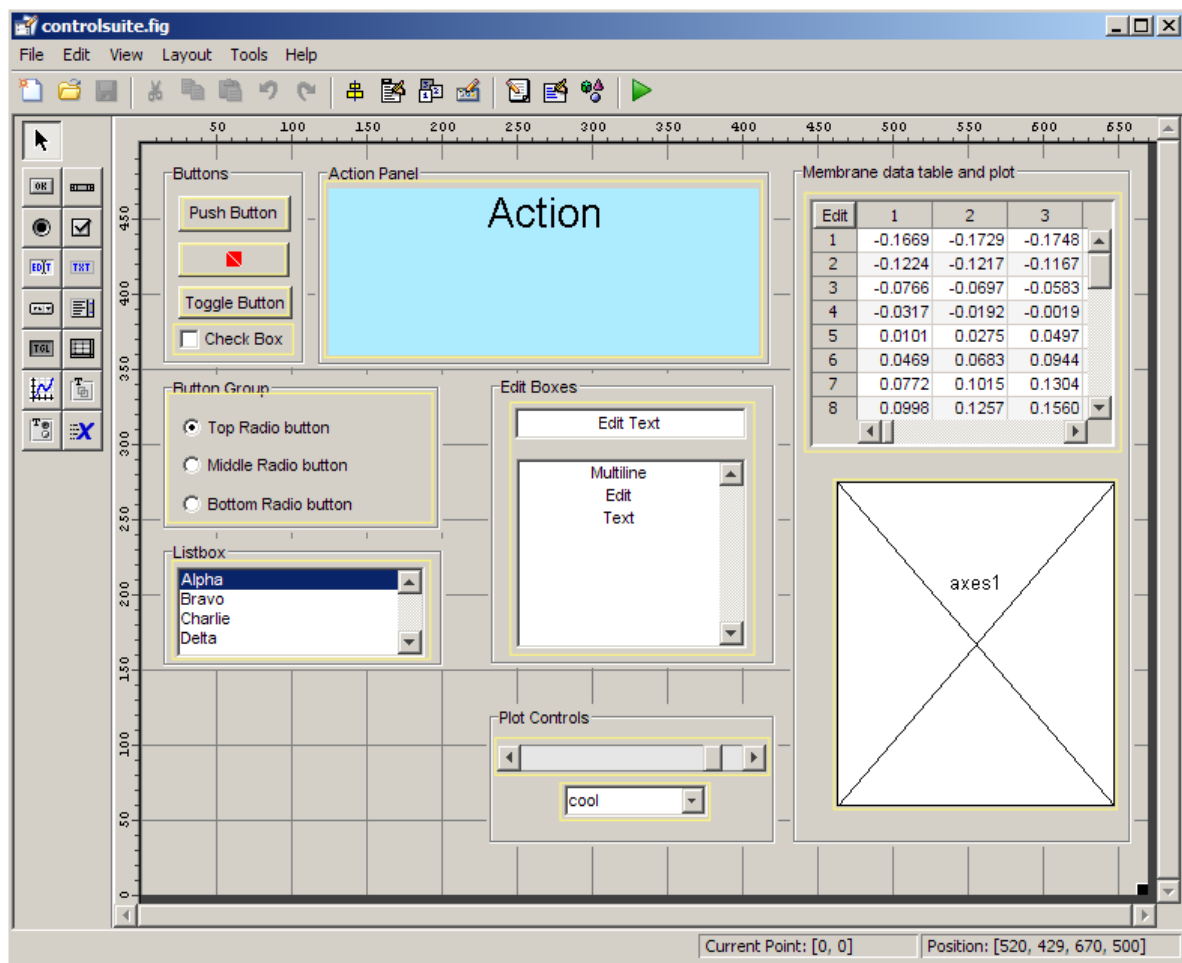 controlsuite.fig
File Edit View Layout Tools Help
50 100 150 200 250 300 350 400 450 500 550 600 650
OK
EDIT TXT
TGL
450
400
350
300
250
200
150
100
50
0
Buttons
Push Button
Toggle Button
Check Box
Action Panel
Action
Button Group
Top Radio button
Middle Radio button
Bottom Radio button
Listbox
Alpha
Bravo
Charlie
Delta
Edit Boxes
Edit Text
Multiline
Edit
Text
Plot Controls
cool
Membrane data table and plot
Edit 1 2 3
1 -0.1669 -0.1729 -0.1748
2 -0.1224 -0.1217 -0.1167
3 -0.0766 -0.0697 -0.0583
4 -0.0317 -0.0192 -0.0019
5 0.0101 0.0275 0.0497
6 0.0469 0.0683 0.0944
7 0.0772 0.1015 0.1304
8 0.0998 0.1257 0.1560
axes1
Current Point: [0, 0] Position: [520, 429, 670, 500]